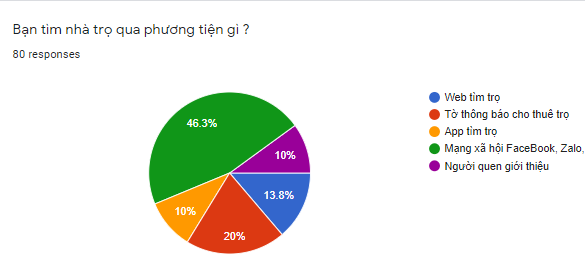 Bạn tìm nhà trọ qua phương tiện gì ?
80 responses
46.3%
10%
13.8%
20%
10%
Web tìm trọ
Tờ thông báo cho thuê trọ
App tìm trọ
Mạng xã hội FaceBook, Zalo,
Người quen giới thiệu